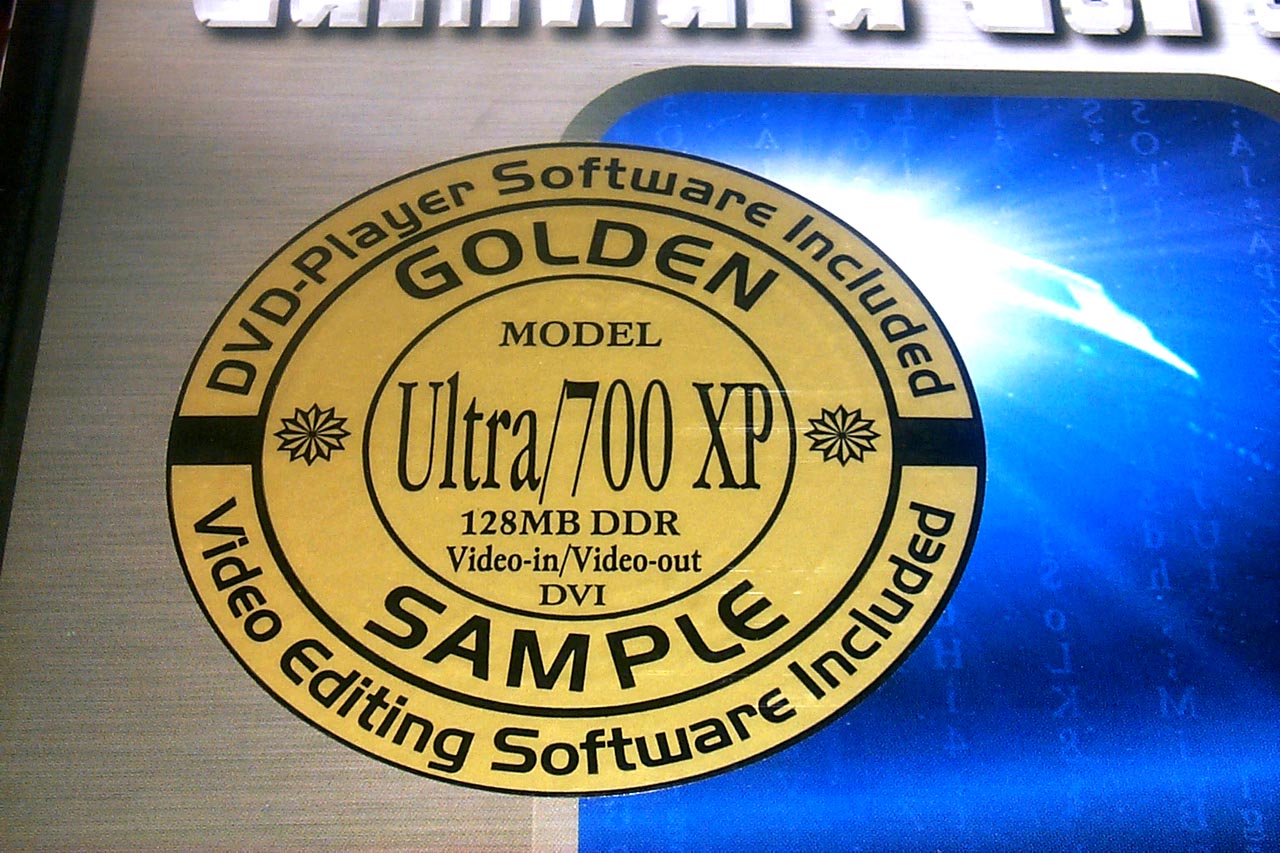 DVD-Player Software Included
GOLDEN
MODEL
Ultra/700 XP
128MB DDR
Video-in/Video-out
DVI
SAMPLE
Video Editing Software Included